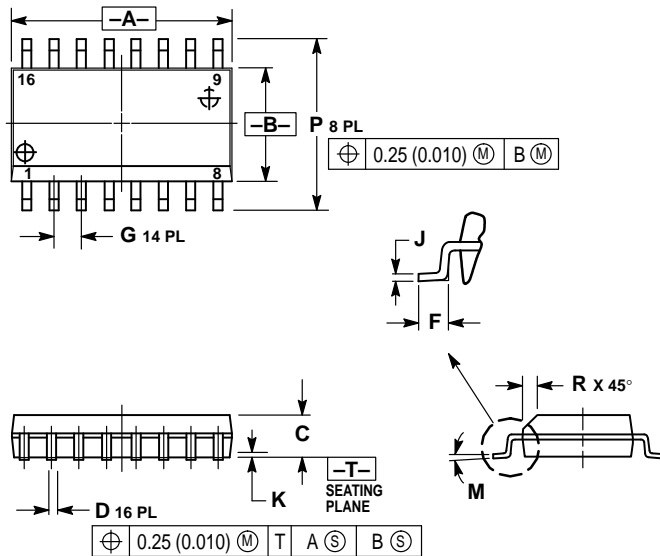 –A–
16 9
–B–
P 8 PL
⌖ 0.25 (0.010) Ⓜ B Ⓜ
1 8
G 14 PL
J
F
R X 45°
C
–T–
SEATING
PLANE
K
M
D 16 PL
⌖ 0.25 (0.010) Ⓜ T A Ⓢ B Ⓢ